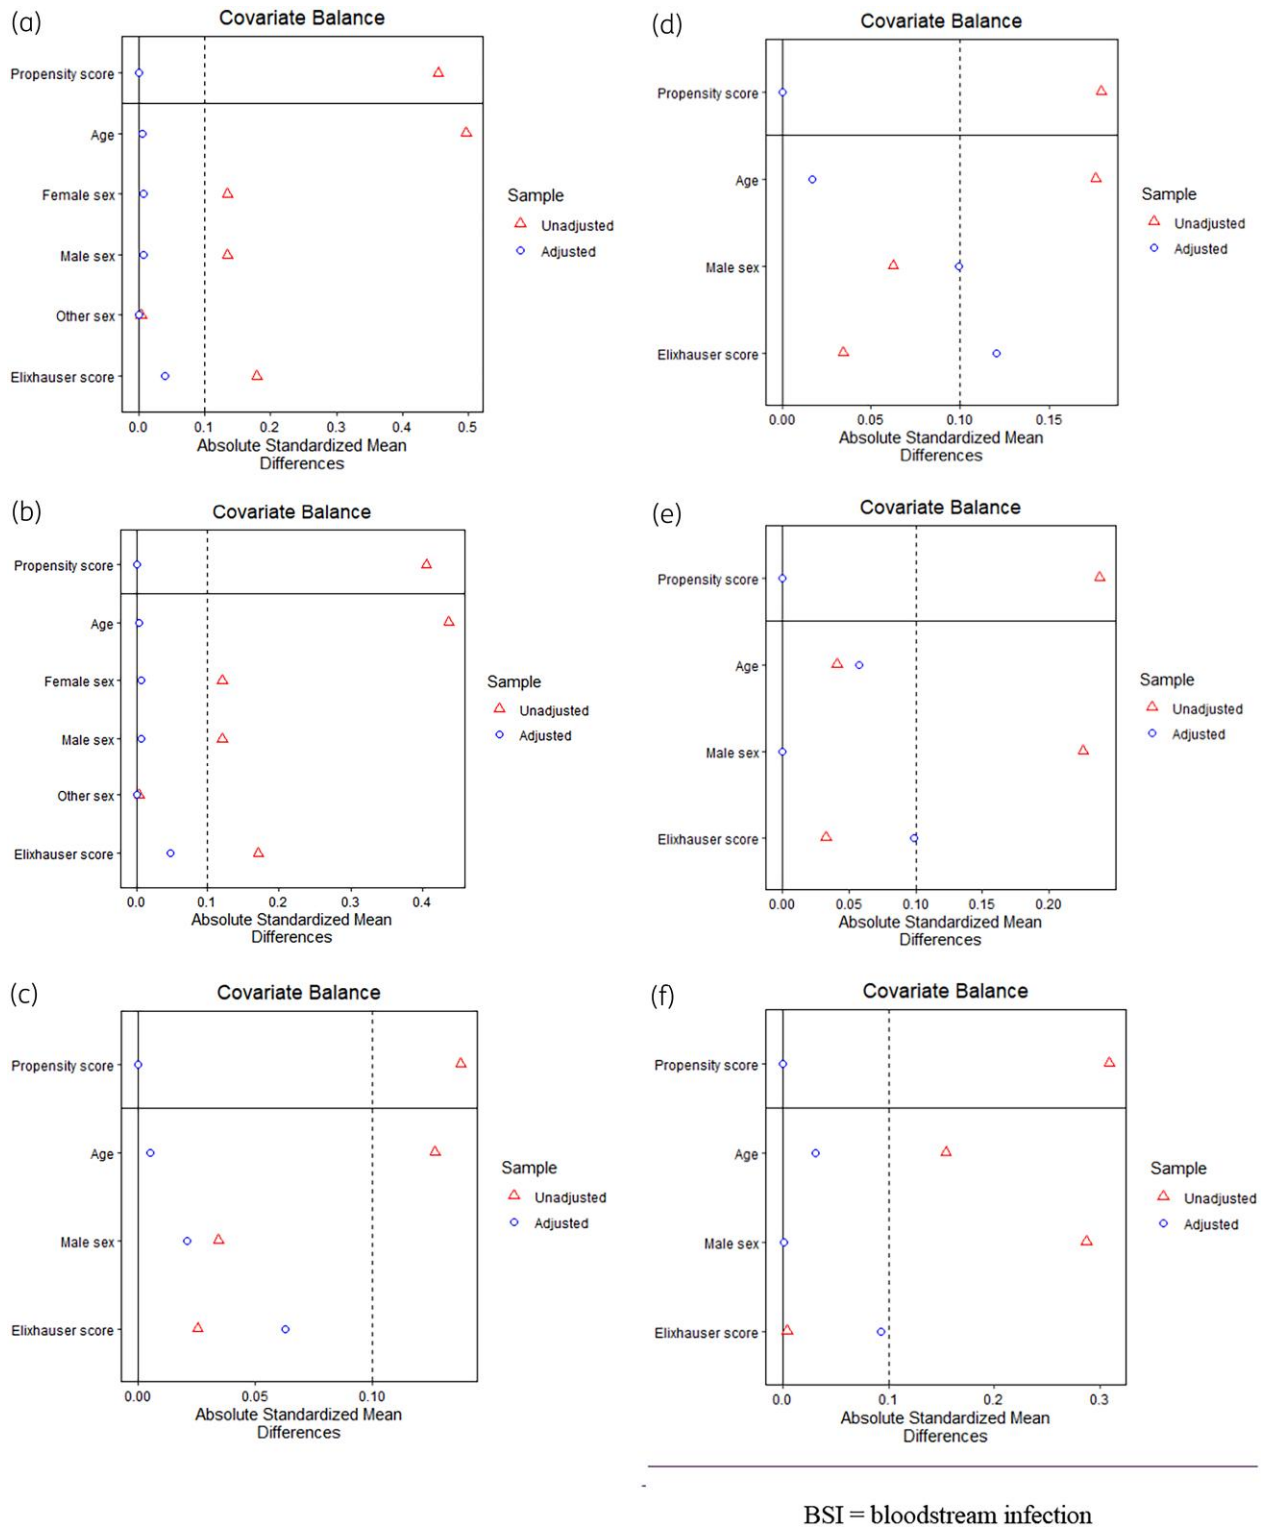 (a)
Covariate Balance
Propensity score
Age
Female sex
Male sex
Other sex
Elixhauser score
0.0 0.1 0.2 0.3 0.4 0.5
Absolute Standardized Mean
Differences
Sample
Unadjusted
Adjusted
(b)
Covariate Balance
Propensity score
Age
Female sex
Male sex
Other sex
Elixhauser score
0.0 0.1 0.2 0.3 0.4
Absolute Standardized Mean
Differences
Sample
Unadjusted
Adjusted
(c)
Covariate Balance
Propensity score
Age
Male sex
Elixhauser score
0.00 0.05 0.10
Absolute Standardized Mean
Differences
Sample
Unadjusted
Adjusted
(d)
Covariate Balance
Propensity score
Age
Male sex
Elixhauser score
0.00 0.05 0.10 0.15
Absolute Standardized Mean
Differences
Sample
Unadjusted
Adjusted
(e)
Covariate Balance
Propensity score
Age
Male sex
Elixhauser score
0.00 0.05 0.10 0.15 0.20
Absolute Standardized Mean
Differences
Sample
Unadjusted
Adjusted
(f)
Covariate Balance
Propensity score
Age
Male sex
Elixhauser score
0.0 0.1 0.2 0.3
Absolute Standardized Mean
Differences
Sample
Unadjusted
Adjusted
BSI = bloodstream infection